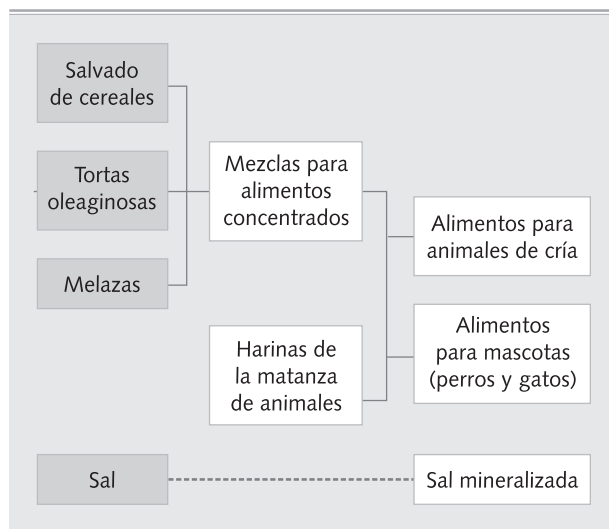 Salvado
de cereales
Tortas
oleaginosas
Melazas
Mezclas para
alimentos
concentrados
Harinas de
la matanza
de animales
Alimentos para
animales de cría
Alimentos
para mascotas
(perros y gatos)
Sal
Sal mineralizada